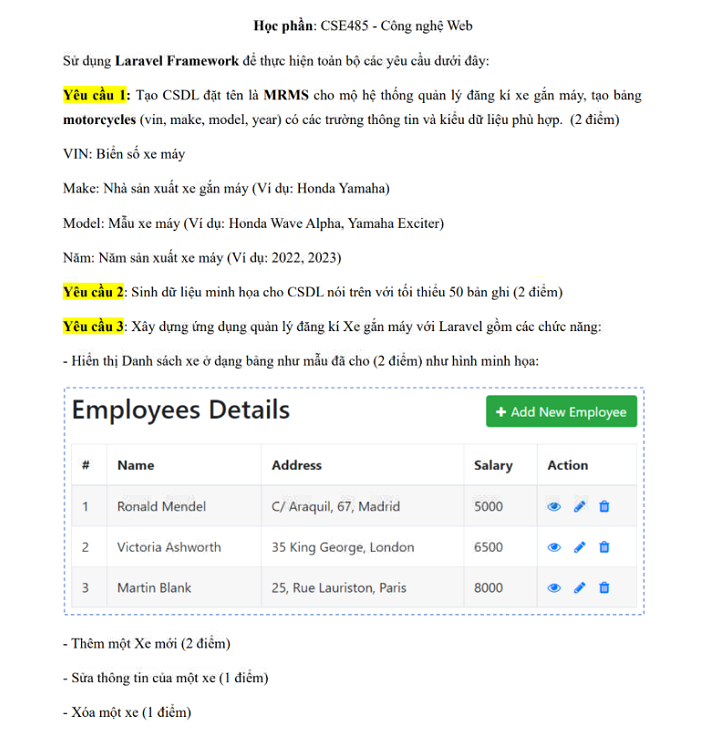 Học phần: CSE485 - Công nghệ Web
Sử dụng Laravel Framework để thực hiện toàn bộ các yêu cầu dưới đây:
Yêu cầu 1: Tạo CSDL đặt tên là MRMS cho mộ hệ thống quản lý đăng kí xe gắn máy, tạo bảng
motorcycles (vin, make, model, year) có các trường thông tin và kiểu dữ liệu phù hợp. (2 điểm)
VIN: Biển số xe máy
Make: Nhà sản xuất xe gắn máy (Ví dụ: Honda Yamaha)
Model: Mẫu xe máy (Ví dụ: Honda Wave Alpha, Yamaha Exciter)
Năm: Năm sản xuất xe máy (Ví dụ: 2022, 2023)
Yêu cầu 2: Sinh dữ liệu minh họa cho CSDL nói trên với tối thiểu 50 bản ghi (2 điểm)
Yêu cầu 3: Xây dựng ứng dụng quản lý đăng kí Xe gắn máy với Laravel gồm các chức năng:
- Hiển thị Danh sách xe ở dạng bảng như mẫu đã cho (2 điểm) như hình minh họa:
Employees Details + Add New Employee
# Name Address Salary Action
1 Ronald Mendel C/ Araquil, 67, Madrid 5000
2 Victoria Ashworth 35 King George, London 6500
3 Martin Blank 25, Rue Lauriston, Paris 8000
- Thêm một Xe mới (2 điểm)
- Sửa thông tin của một xe (1 điểm)
- Xóa một xe (1 điểm)